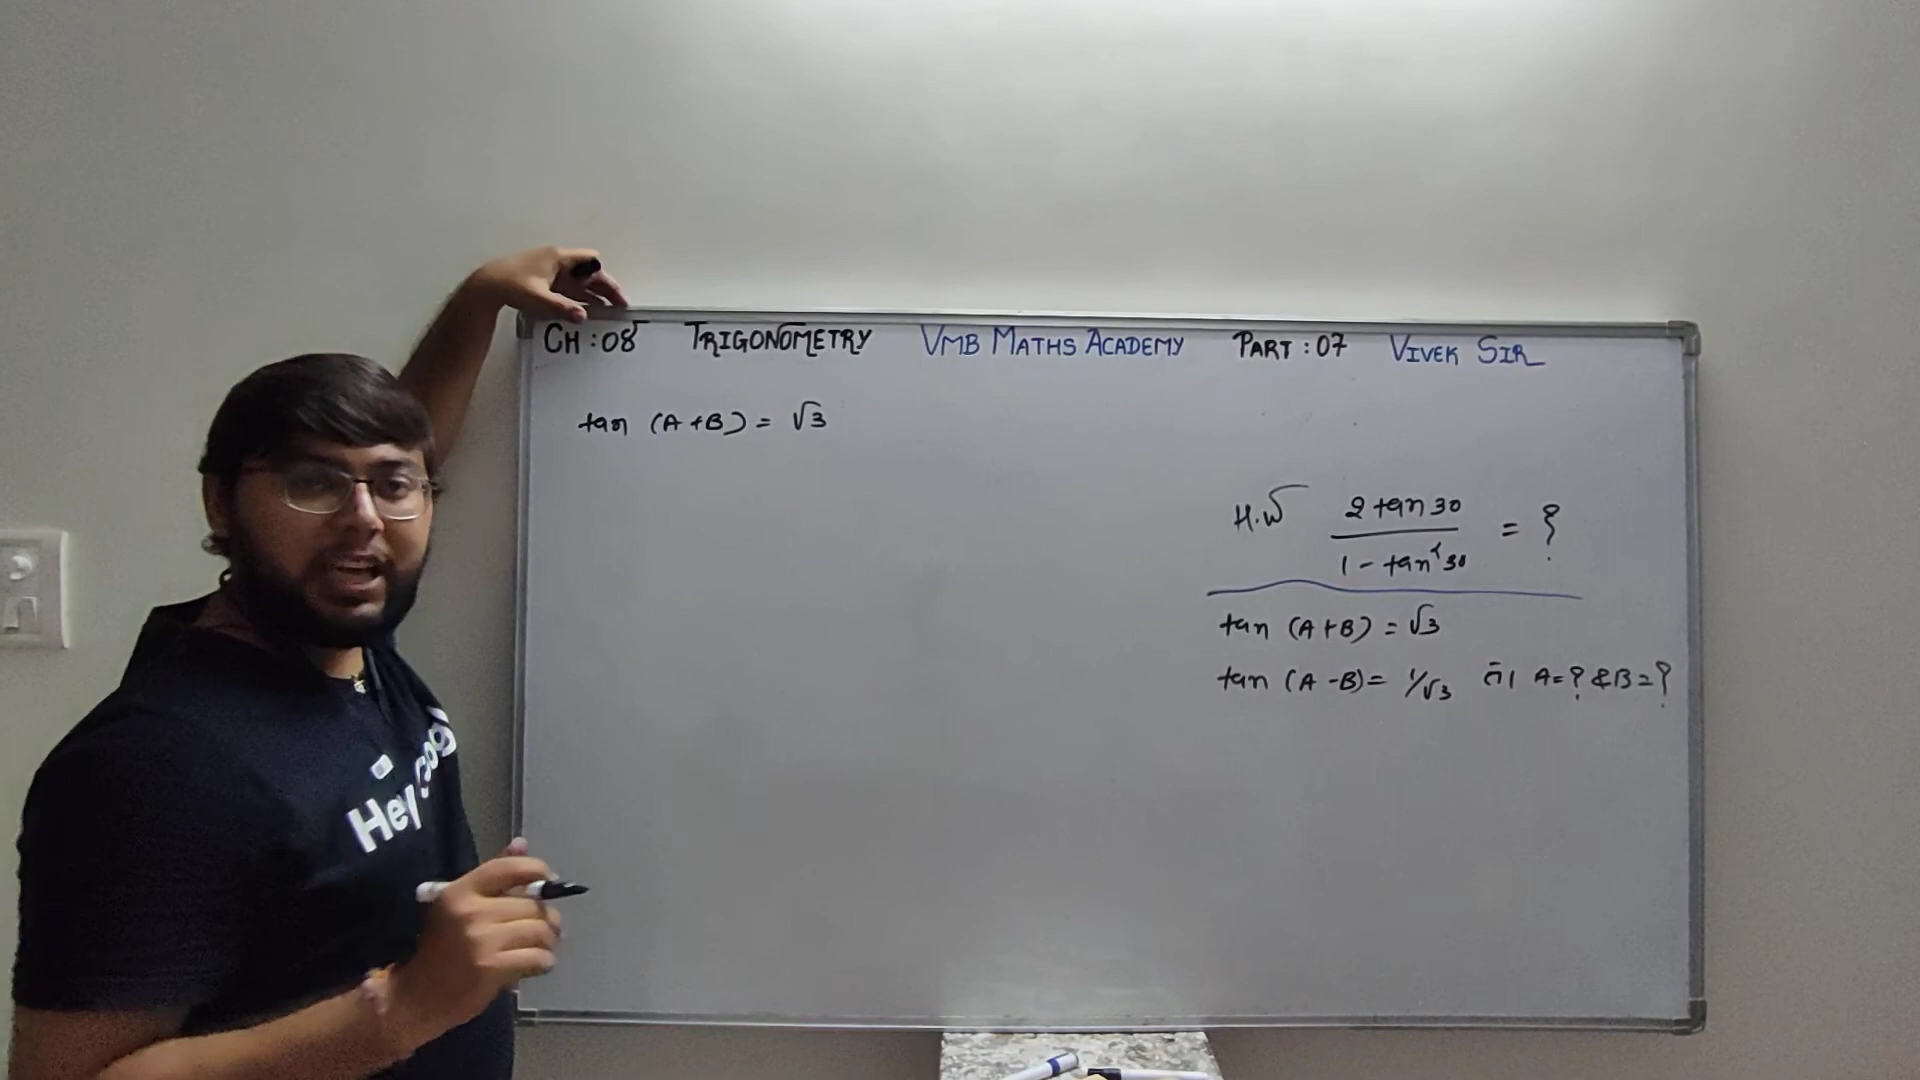 CH : 08 TRIGONOMETRY VMB MATHS ACADEMY PART : 07 VIVEK SIR
tan (A+B) = √3
H.W 2 tan 30 / 1 - tan² 30 = ?
tan (A+B) = √3
tan (A-B) = 1/√3 તો A=? & B=?
Hey